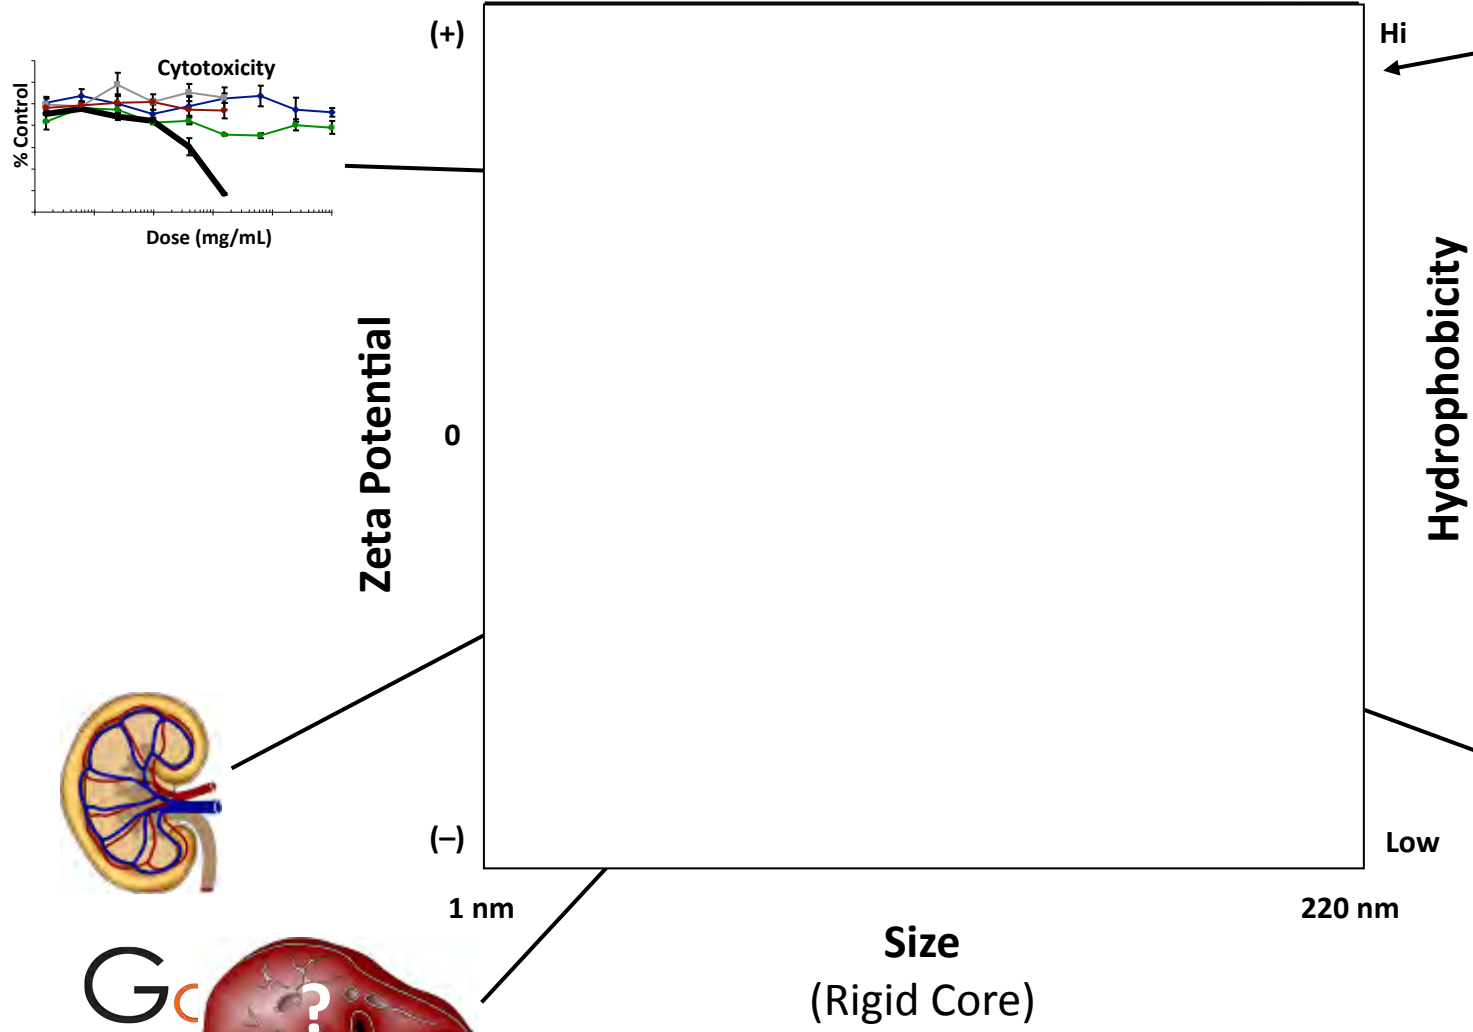 (+)
Hi
Cytotoxicity
% Control
Dose (mg/mL)
Zeta Potential
0
Hydrophobicity
(–)
Low
1 nm
220 nm
Size
(Rigid Core)
?